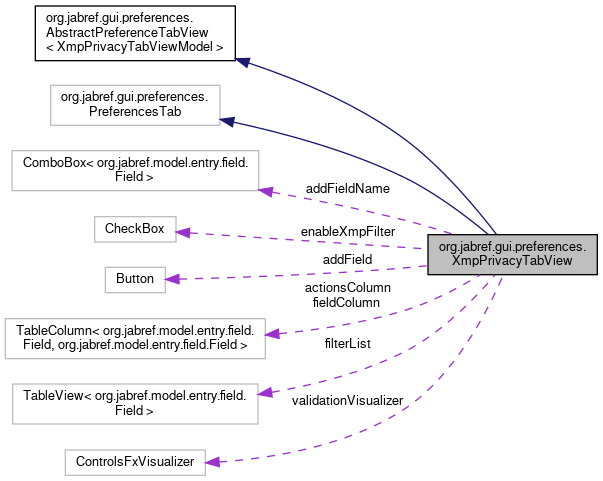 org.jabref.gui.preferences.
AbstractPreferenceTabView
< XmpPrivacyTabViewModel >
org.jabref.gui.preferences.
PreferencesTab
ComboBox< org.jabref.model.entry.field.
Field >
addFieldName
CheckBox
enableXmpFilter
org.jabref.gui.preferences.
XmpPrivacyTabView
addField
Button
actionsColumn
fieldColumn
TableColumn< org.jabref.model.entry.field.
Field, org.jabref.model.entry.field.Field >
filterList
TableView< org.jabref.model.entry.field.
Field >
validationVisualizer
ControlsFxVisualizer